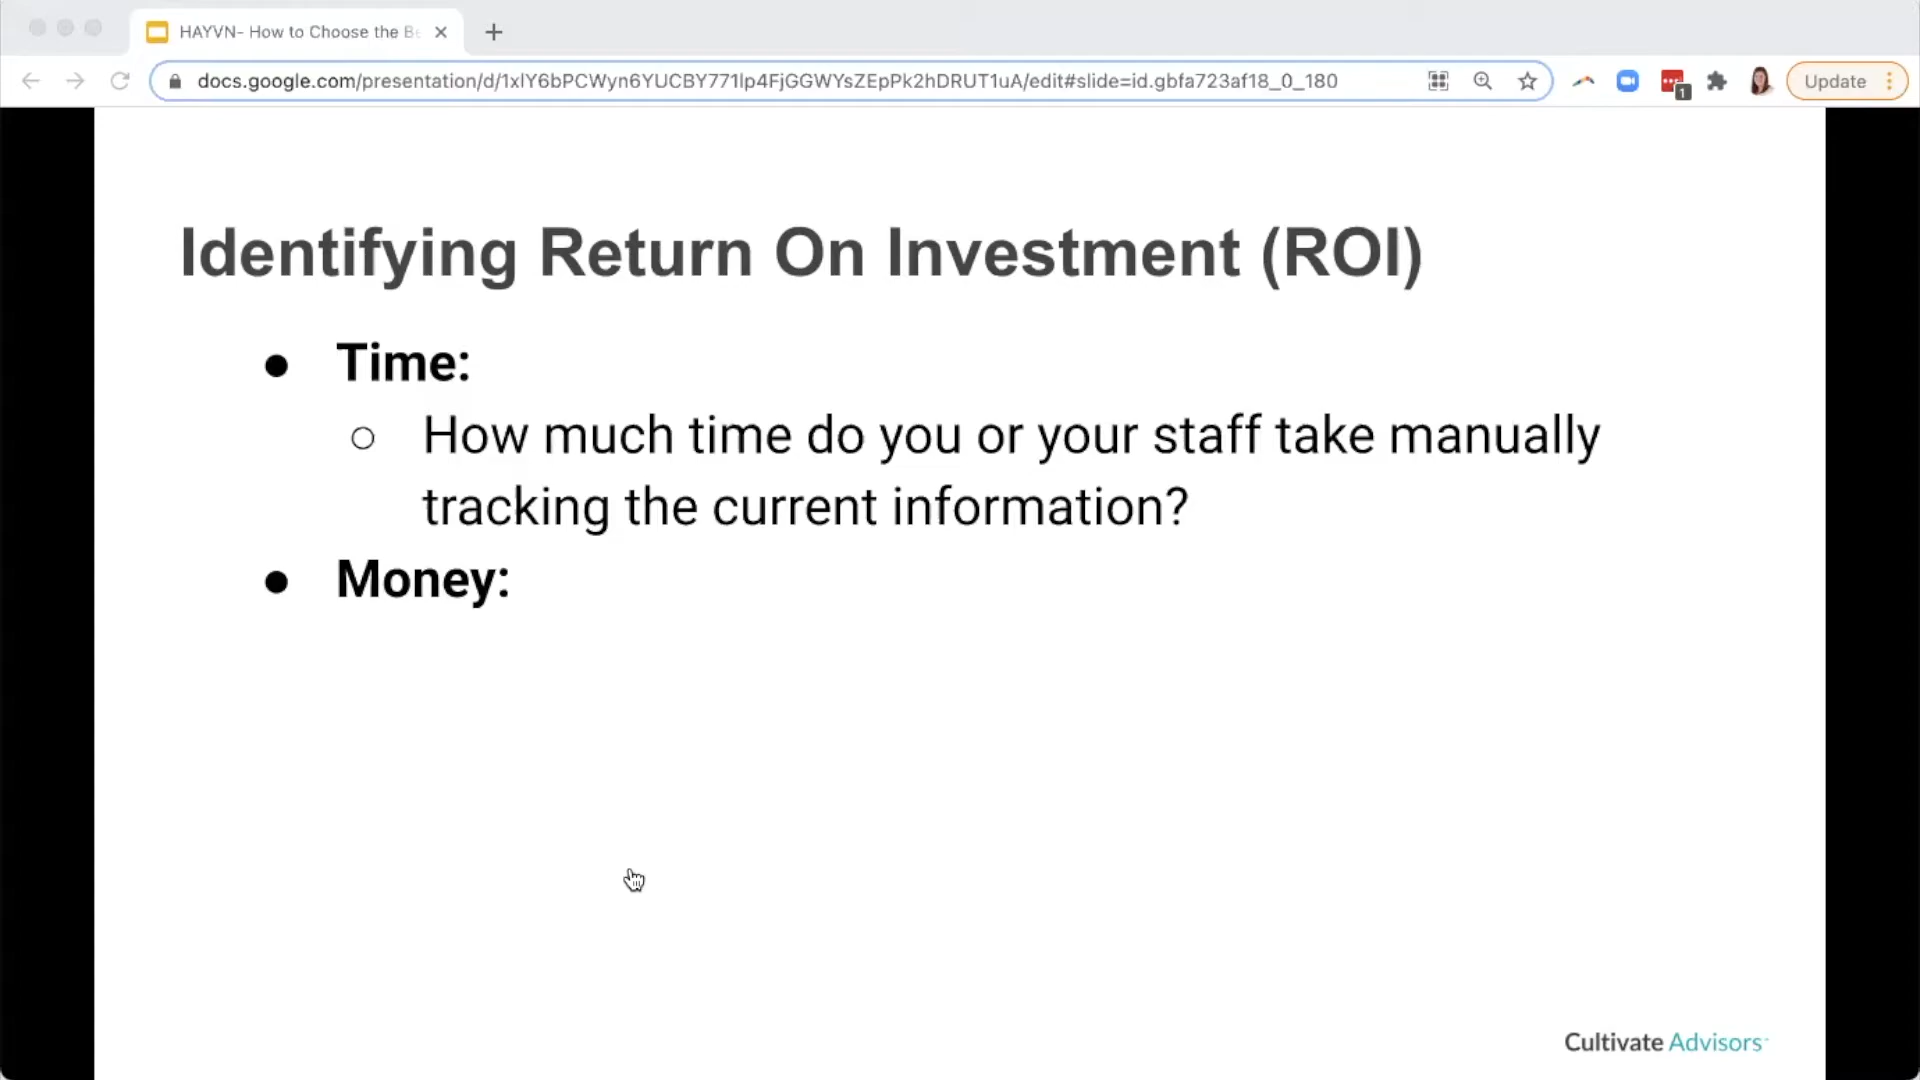 HAYVN- How to Choose the Be
docs.google.com/presentation/d/1xlY6bPCWyn6YUCBY771lp4FjGGWYsZEpPk2hDRUT1uA/edit#slide=id.gbfa723af18_0_180
1
Update
Identifying Return On Investment (ROI)
● Time:
○ How much time do you or your staff take manually
tracking the current information?
● Money:
Cultivate Advisors